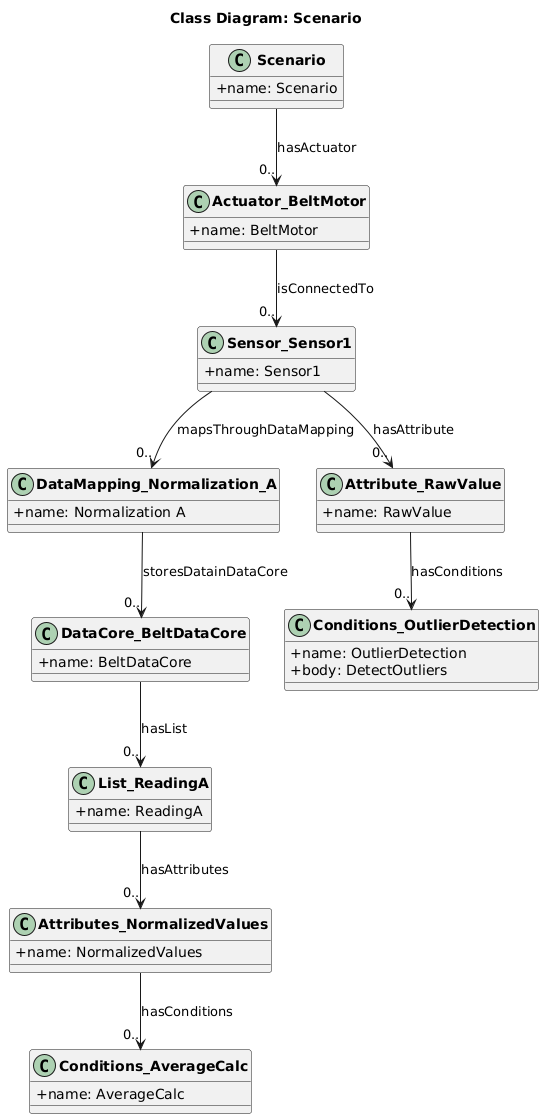 Class Diagram: Scenario
C Scenario
+name: Scenario
hasActuator
0..
C Actuator_BeltMotor
+name: BeltMotor
isConnectedTo
0..
C Sensor_Sensor1
+name: Sensor1
mapsThroughDataMapping
hasAttribute
0..
0..
C DataMapping_Normalization_A
+name: Normalization A
C Attribute_RawValue
+name: RawValue
storesDatainDataCore
hasConditions
0..
0..
C DataCore_BeltDataCore
+name: BeltDataCore
C Conditions_OutlierDetection
+name: OutlierDetection
+body: DetectOutliers
hasList
0..
C List_ReadingA
+name: ReadingA
hasAttributes
0..
C Attributes_NormalizedValues
+name: NormalizedValues
hasConditions
0..
C Conditions_AverageCalc
+name: AverageCalc